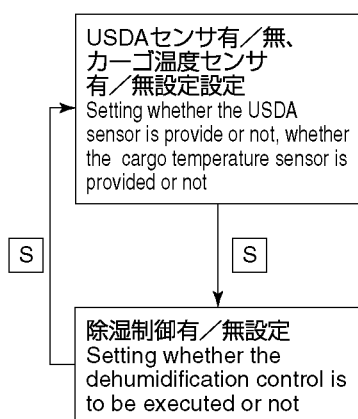 USDAセンサ有／無、
カーゴ温度センサ
有／無設定設定
Setting whether the USDA
sensor is provide or not, whether
the cargo temperature sensor is
provided or not
S
S
除湿制御有／無設定
Setting whether the
dehumidification control is
to be executed or not